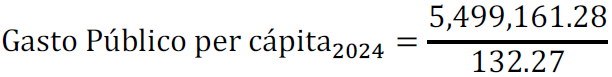 Gasto Público per cápita₂₀₂₄ = 5,499,161.28
132.27